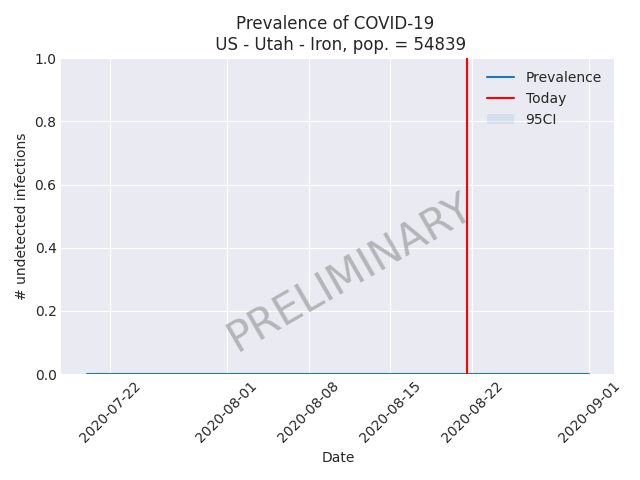 Prevalence of COVID-19
US - Utah - Iron, pop. = 54839
1.0
0.8
0.6
0.4
0.2
0.0
# undetected infections
Prevalence
Today
95CI
PRELIMINARY
2020-07-22
2020-08-01
2020-08-08
2020-08-15
2020-08-22
2020-09-01
Date